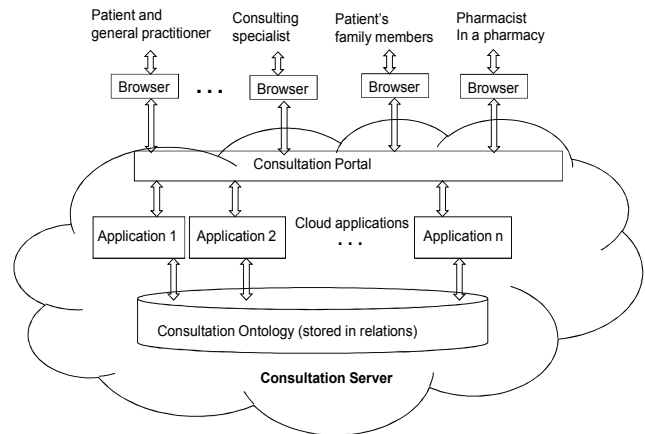 Patient and
general practitioner
Consulting
specialist
Patient's
family members
Pharmacist
In a pharmacy
Browser
. . .
Browser
Browser
Browser
Consultation Portal
Application 1
Application 2
Cloud applications
. . .
Application n
Consultation Ontology (stored in relations)
Consultation Server